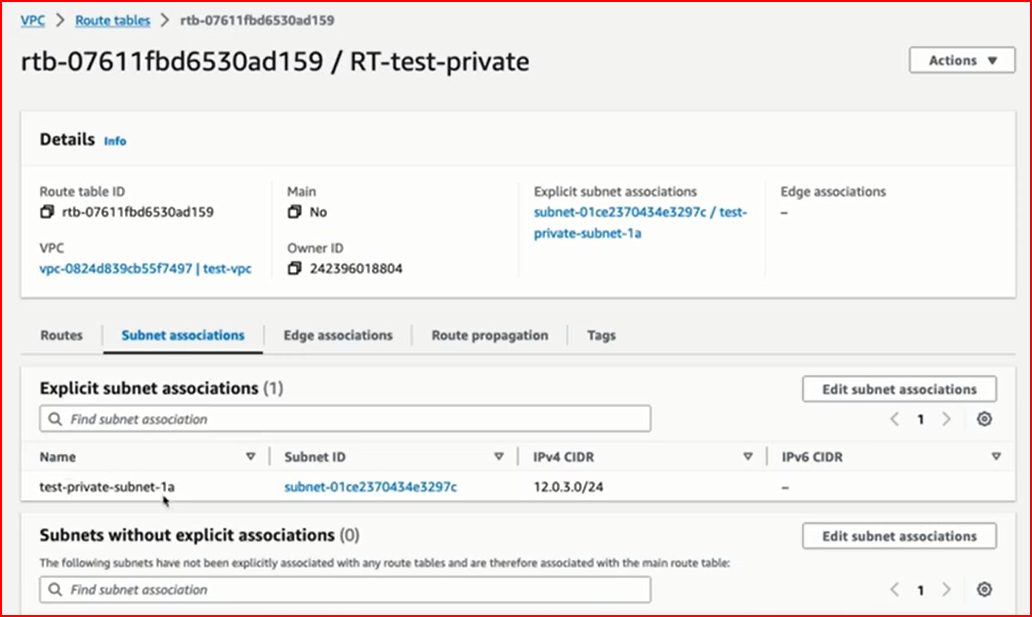 VPC > Route tables > rtb-07611fbd6530ad159
rtb-07611fbd6530ad159 / RT-test-private
Actions ▼
Details Info
Route table ID
rtb-07611fbd6530ad159
Main
No
Explicit subnet associations
subnet-01ce2370434e3297c / test-
private-subnet-1a
Edge associations
–
VPC
vpc-0824d839cb55f7497 | test-vpc
Owner ID
242396018804
Routes
Subnet associations
Edge associations
Route propagation
Tags
Explicit subnet associations (1)
Edit subnet associations
Find subnet association
< 1 >
Name
Subnet ID
IPv4 CIDR
IPv6 CIDR
test-private-subnet-1a
subnet-01ce2370434e3297c
12.0.3.0/24
–
Subnets without explicit associations (0)
Edit subnet associations
The following subnets have not been explicitly associated with any route tables and are therefore associated with the main route table:
Find subnet association
< 1 >